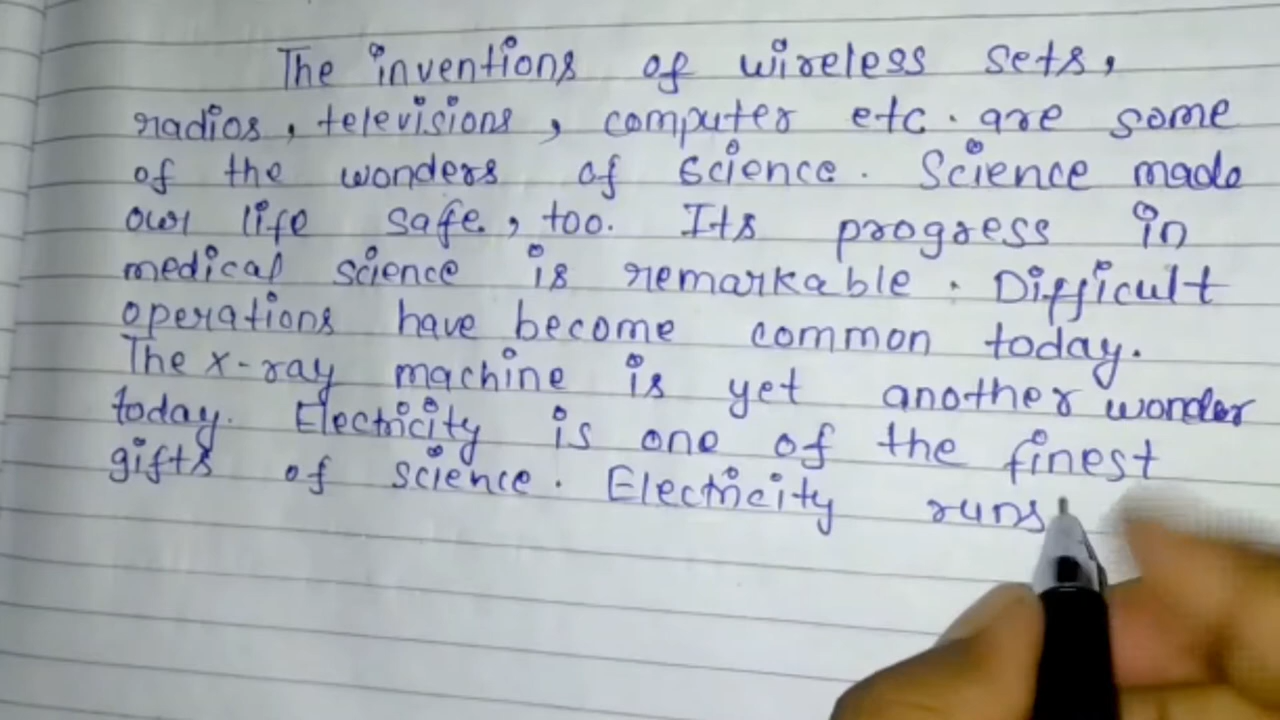 The inventions of wireless sets,
radios, televisions, computer etc. are some
of the wonders of science. Science made
our life safe, too. Its progress in
medical science is remarkable. Difficult
operations have become common today.
The x-ray machine is yet another wonder
today. Electricity is one of the finest
gifts of science. Electricity runs